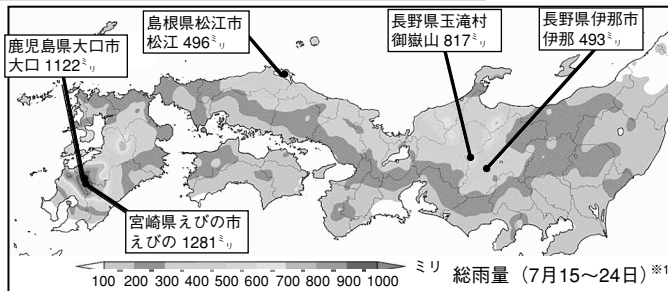 鹿児島県大口市
大口 1122ミリ
島根県松江市
松江 496ミリ
長野県玉滝村
御嶽山 817ミリ
長野県伊那市
伊那 493ミリ
宮崎県えびの市
えびの 1281ミリ
100 200 300 400 500 600 700 800 900 1000
ミリ
総雨量（7月15～24日）※1